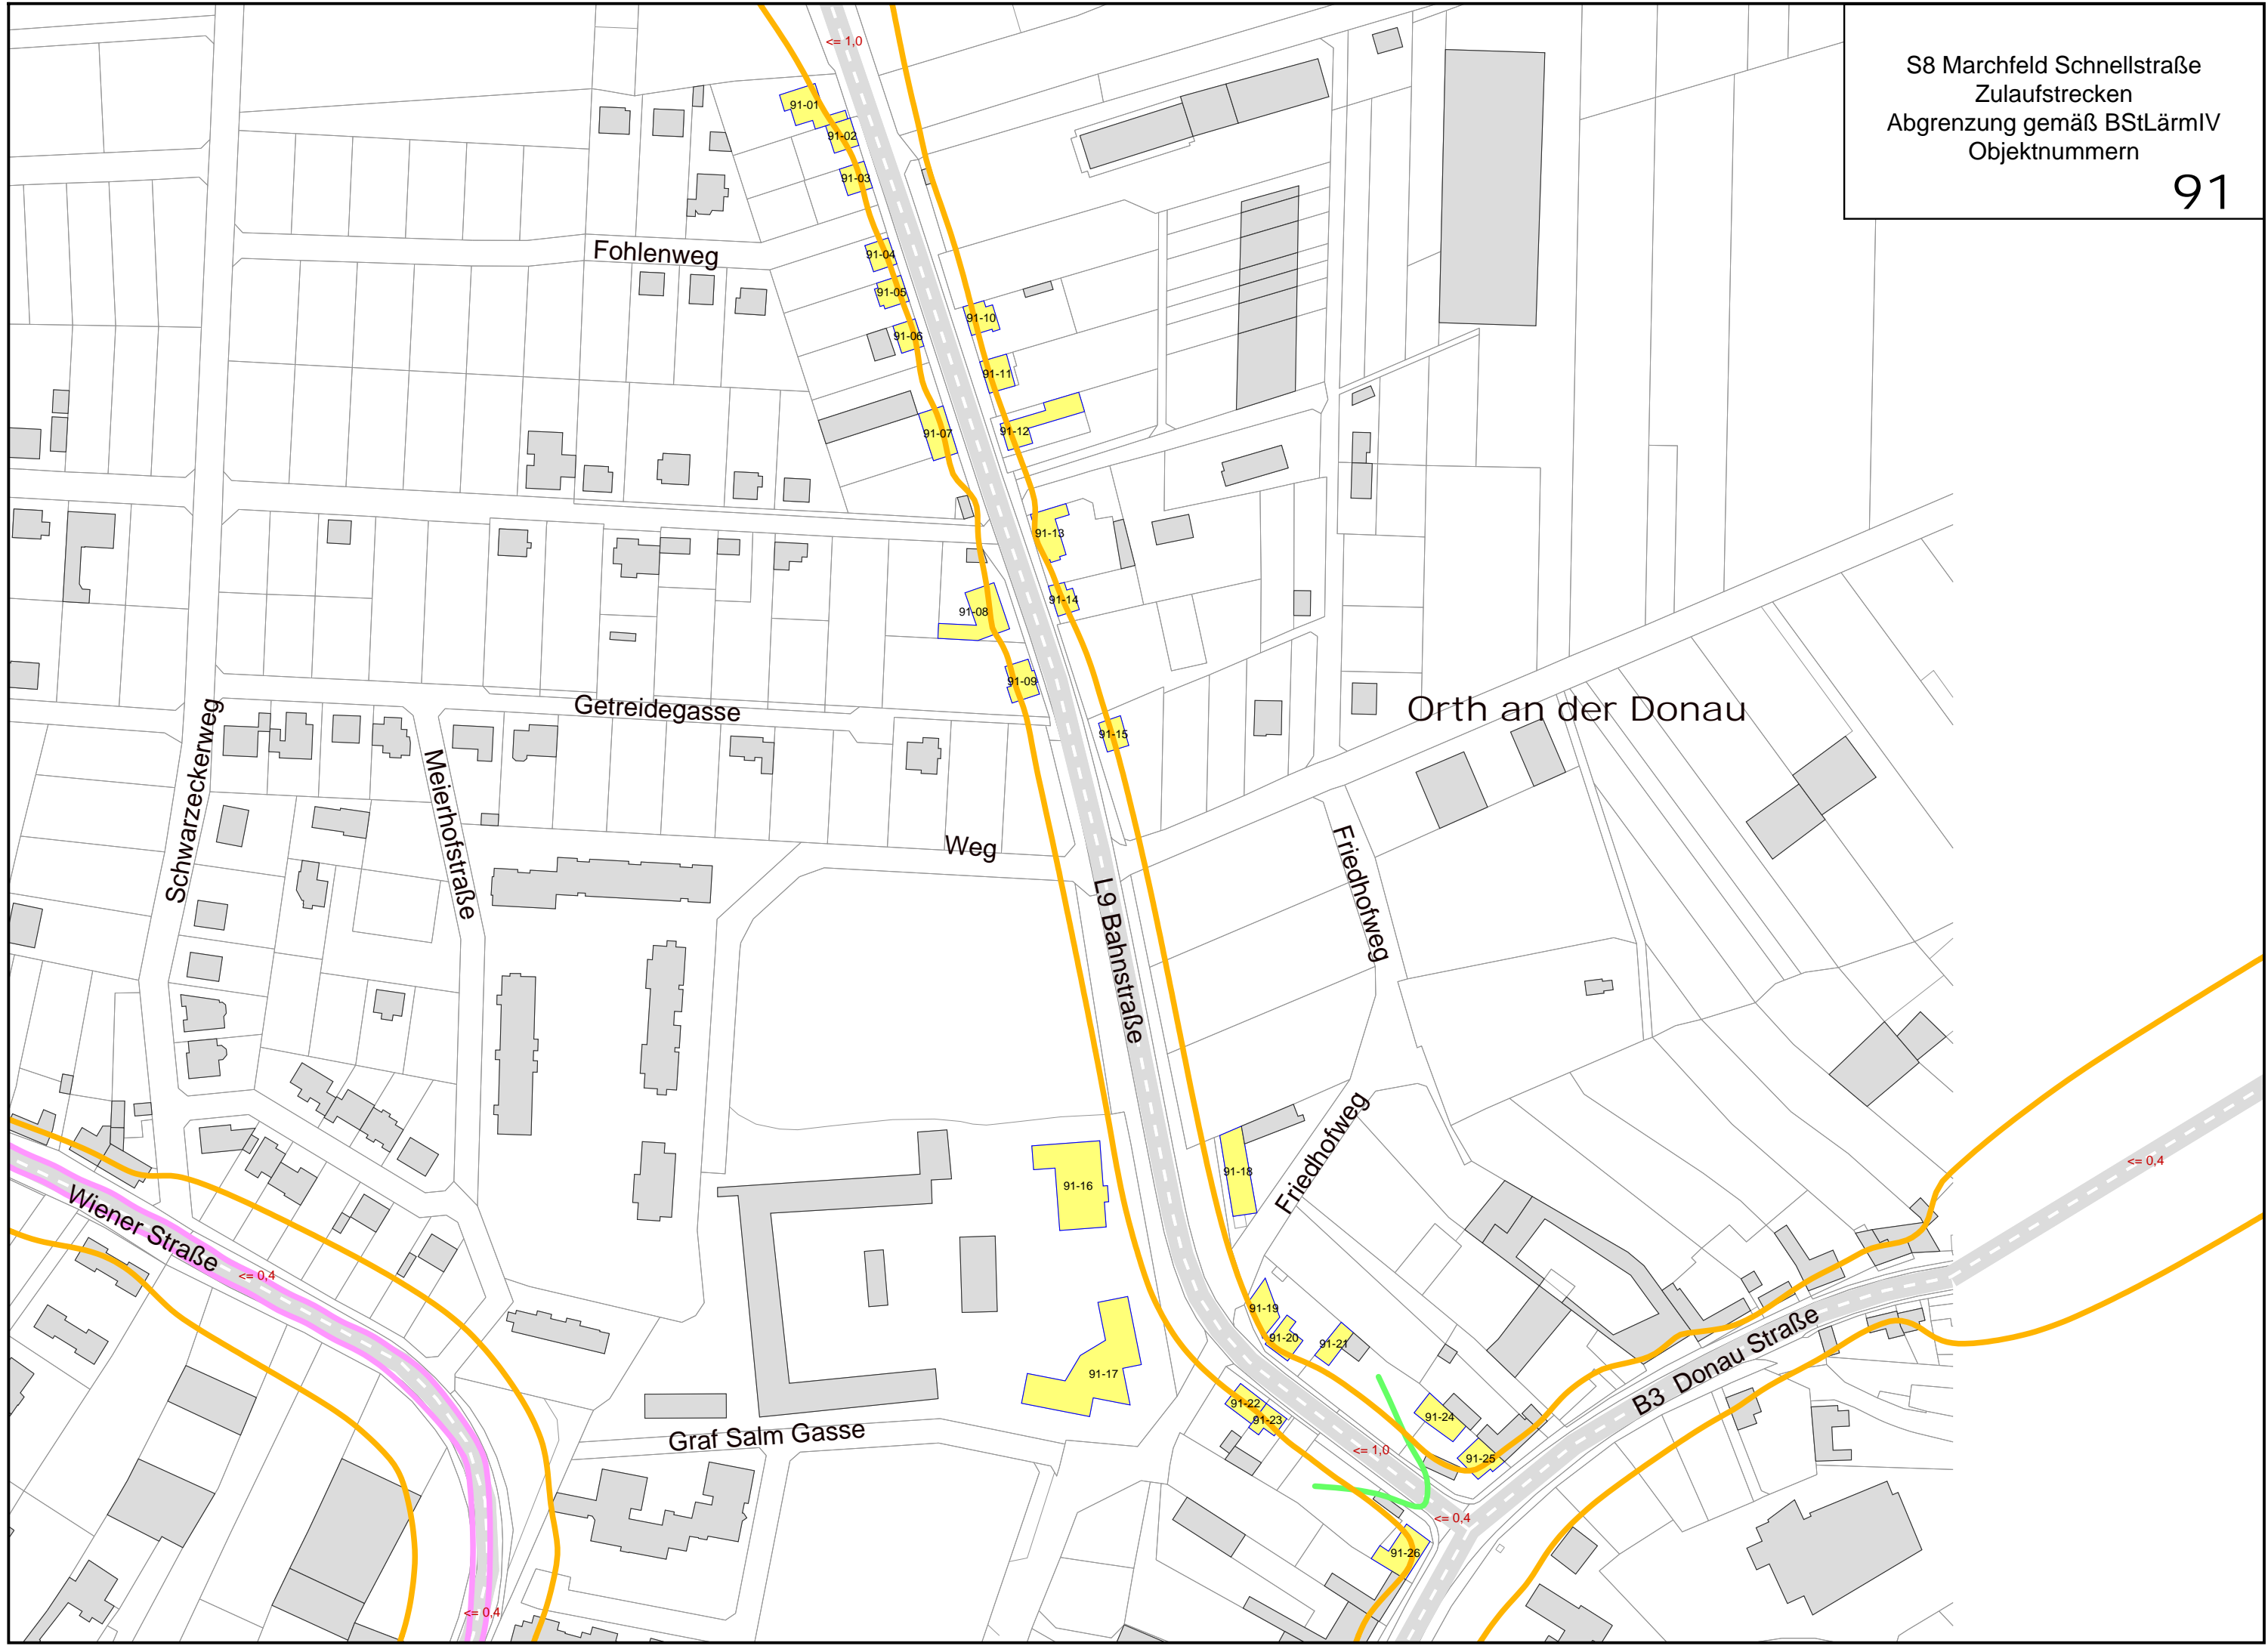 S8 Marchfeld Schnellstraße
Zulaufstrecken
Abgrenzung gemäß BStLärmIV
Objektnummern
91
<= 1,0
91-01
91-02
91-03
Fohlenweg
91-04
91-05
91-06
91-10
91-11
91-07
91-12
91-13
91-14
91-08
91-09
Getreidegasse
Orth an der Donau
91-15
Schwarzeckerweg
Meierhofstraße
Weg
Friedhofweg
L9 Bahnstraße
Friedhofweg
91-16
91-18
<= 0,4
Wiener Straße
<= 0,4
91-19
91-20
91-21
B3 Donau Straße
91-17
91-22
91-23
91-24
Graf Salm Gasse
<= 1,0
91-25
<= 0,4
91-26
<= 0,4